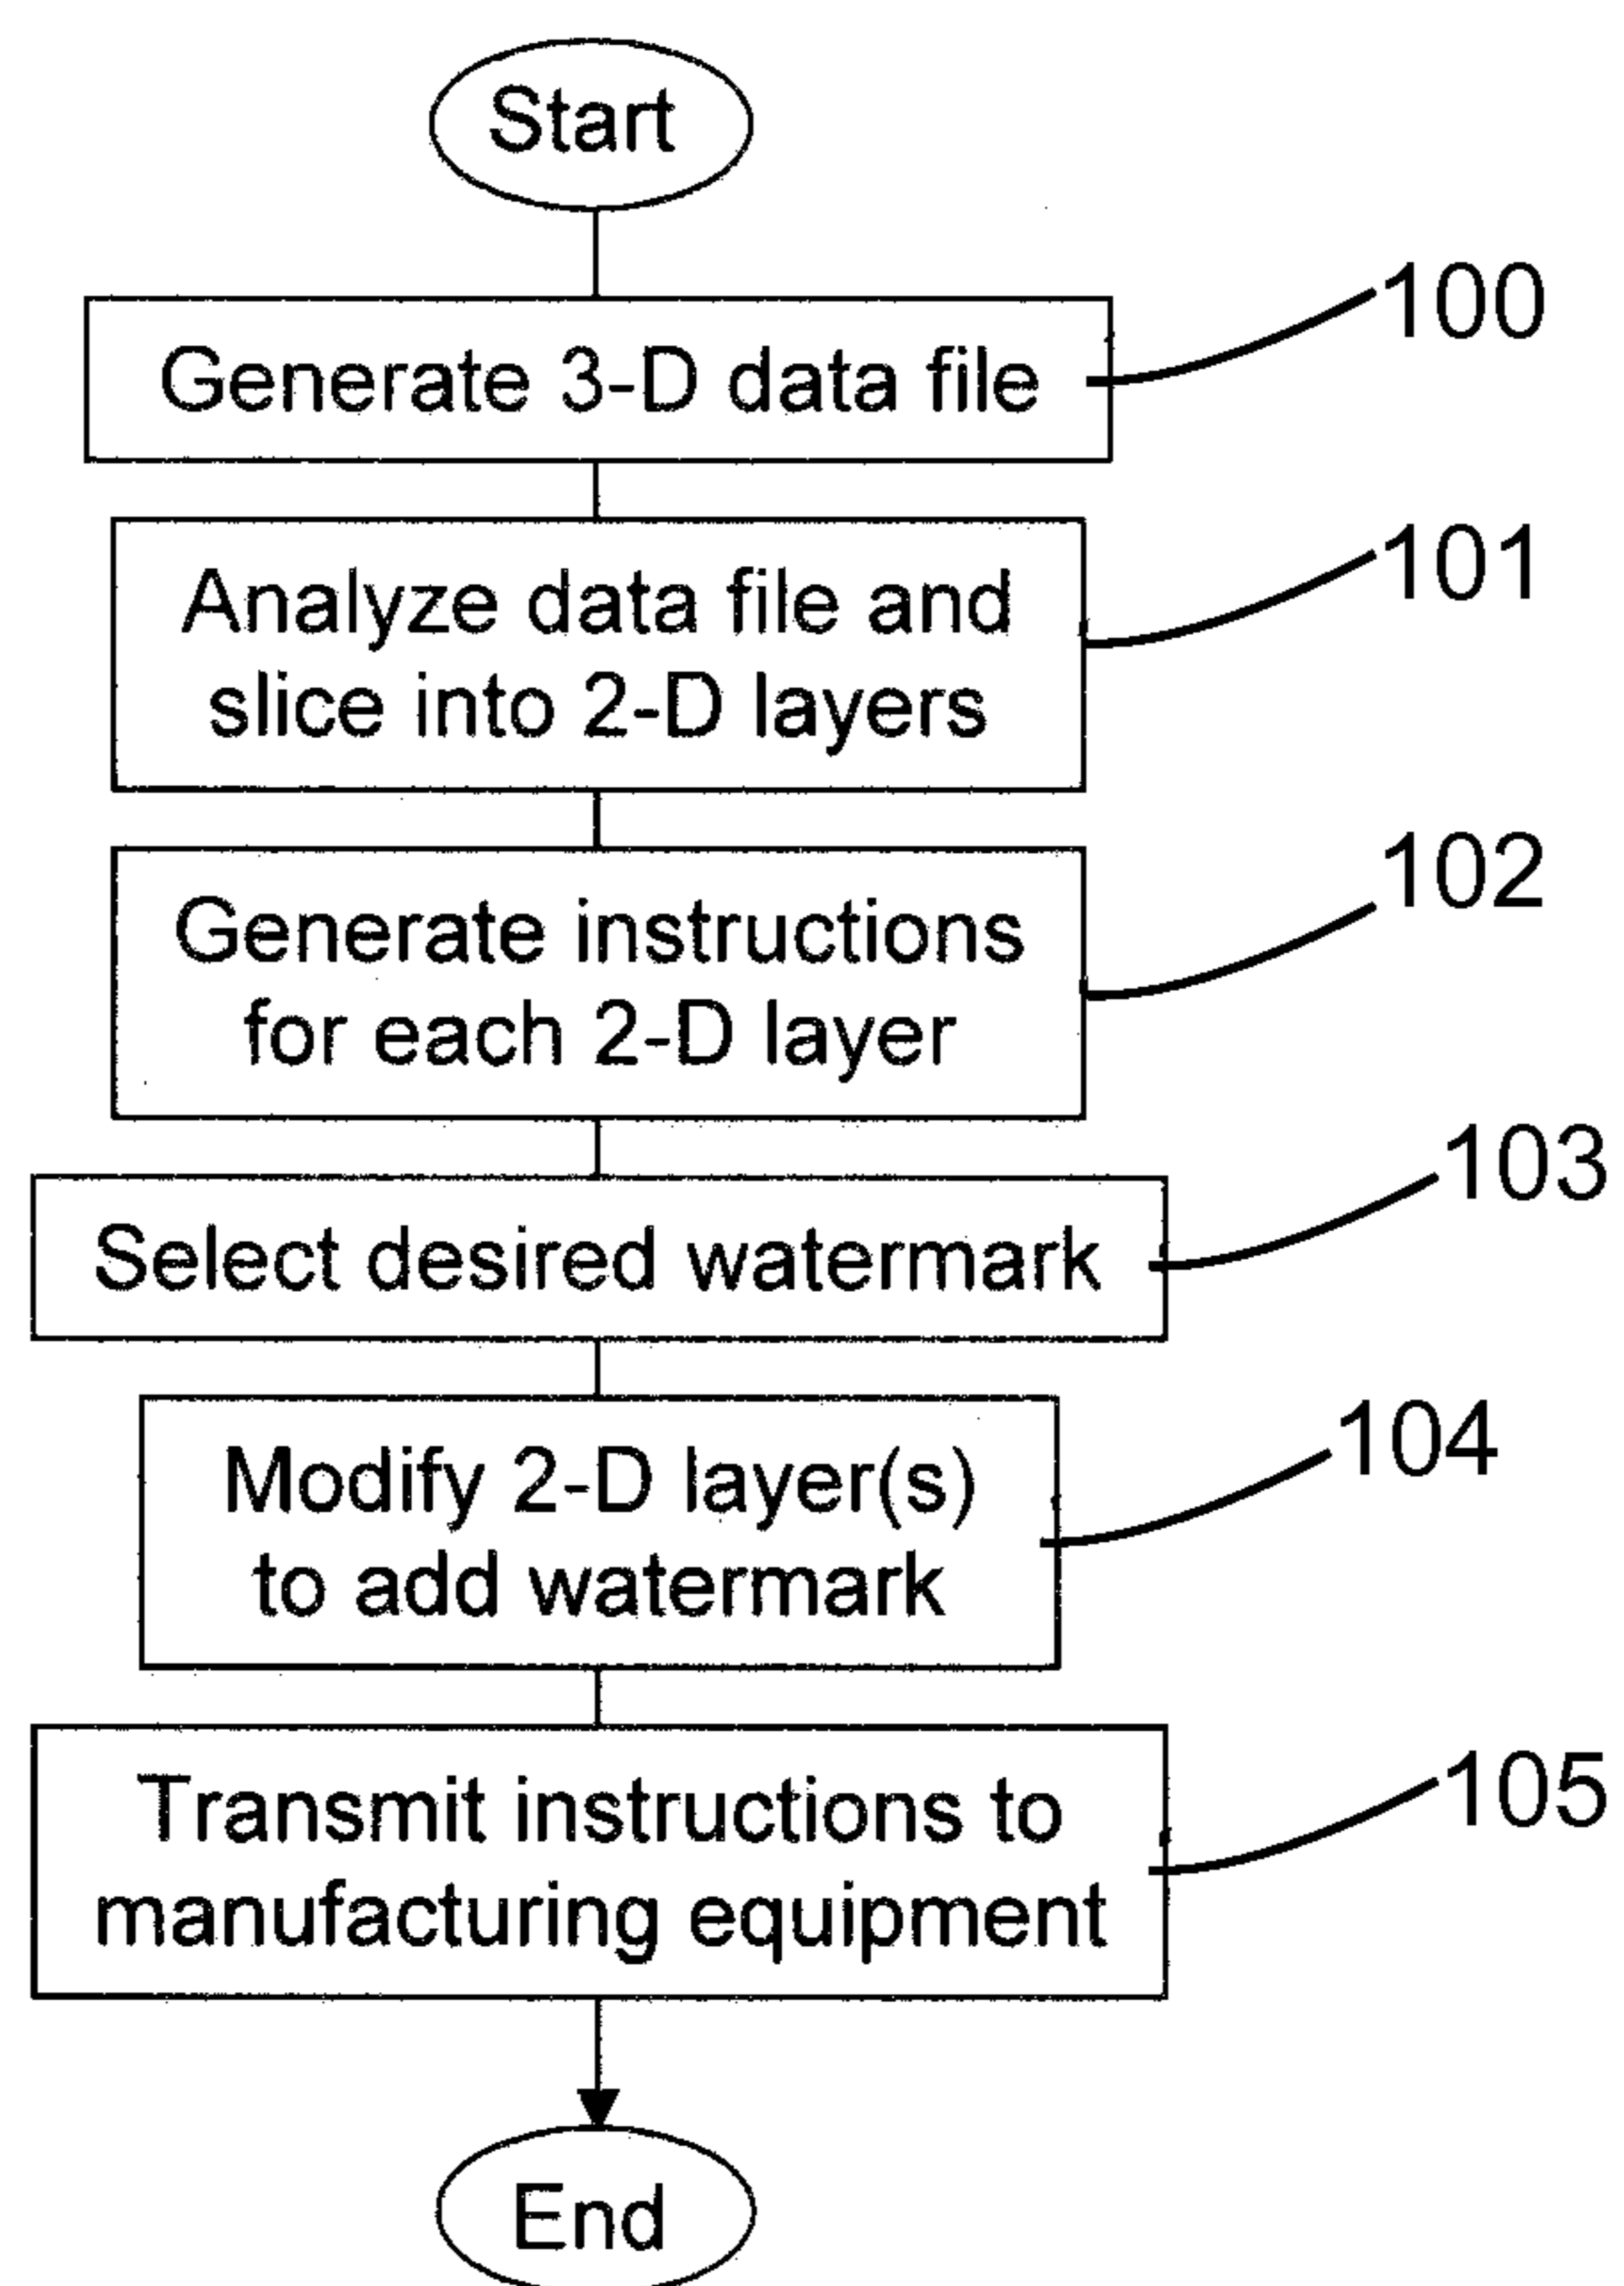 Start
100
Generate 3-D data file
101
Analyze data file and
slice into 2-D layers
102
Generate instructions
for each 2-D layer
103
Select desired watermark
104
Modify 2-D layer(s)
to add watermark
105
Transmit instructions to
manufacturing equipment
End